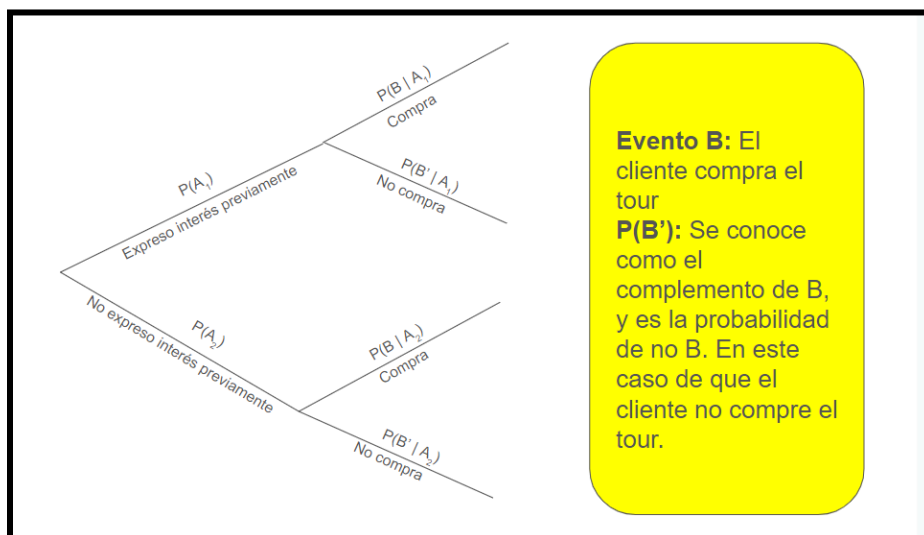 P(B | A₁)
Compra
P(B' | A₁)
No compra
P(A₁)
Expreso interés previamente
P(A₂)
No expreso interés previamente
P(B | A₂)
Compra
P(B' | A₂)
No compra
Evento B: El
cliente compra el
tour
P(B’): Se conoce
como el
complemento de B,
y es la probabilidad
de no B. En este
caso de que el
cliente no compre el
tour.